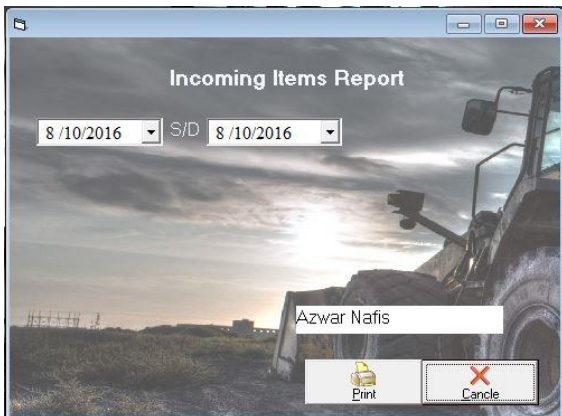 Incoming Items Report
8 /10/2016 S/D 8 /10/2016
Azwar Nafis
Print Cancle